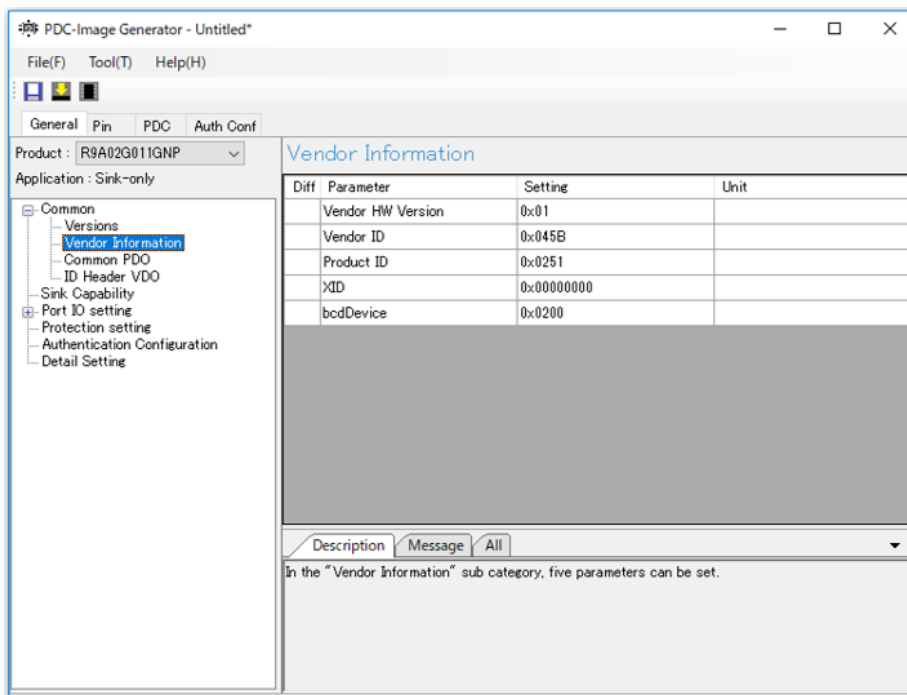 PDC-Image Generator - Untitled*
File(F) Tool(T) Help(H)
General Pin PDC Auth Conf
Product : R9A02G011GNP
Application : Sink-only
Common
Versions
Vendor Information
Common PDO
ID Header VDO
Sink Capability
Port IO setting
Protection setting
Authentication Configuration
Detail Setting
Vendor Information
Diff Parameter Setting Unit
Vendor HW Version 0x01
Vendor ID 0x045B
Product ID 0x0251
XID 0x00000000
bcdDevice 0x0200
Description Message All
In the "Vendor Information" sub category, five parameters can be set.